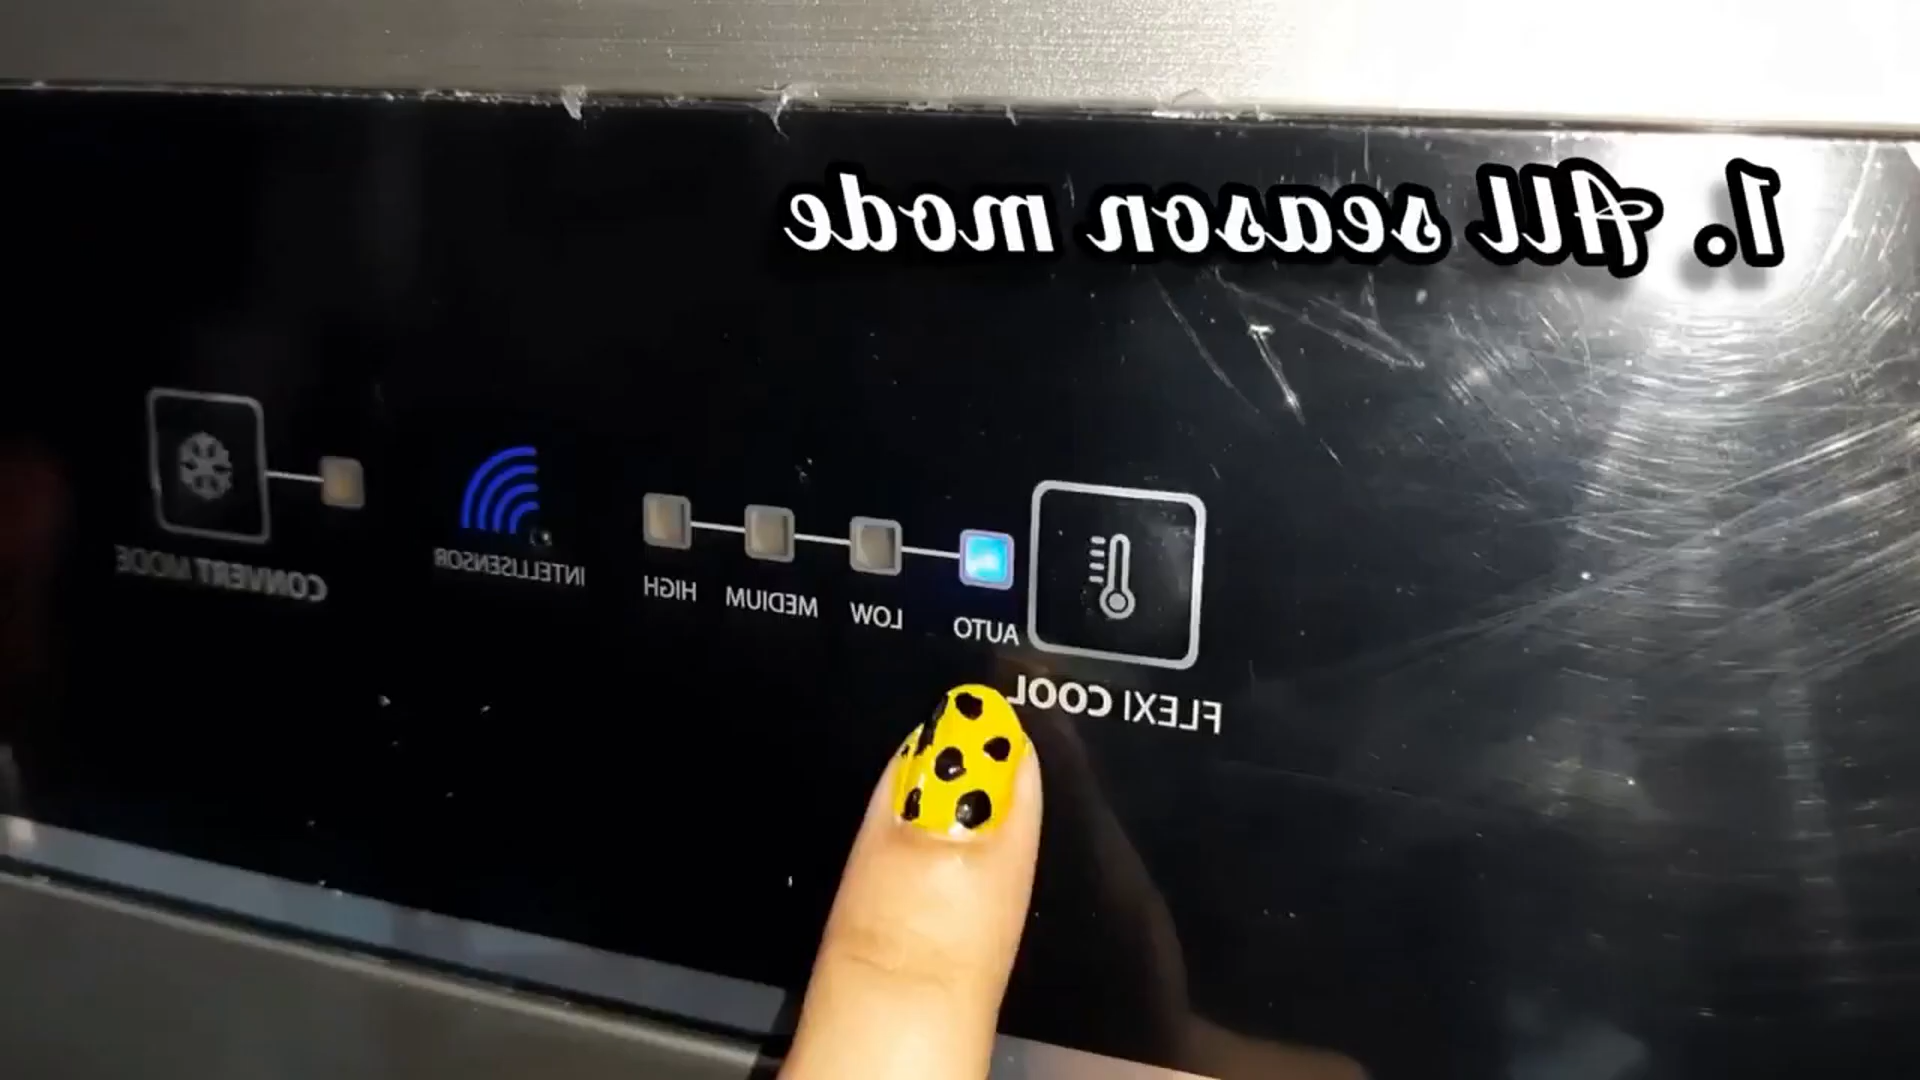 1. All season mode
FLEXI COOL
AUTO
LOW
MEDIUM
HIGH
INTELLISENSOR
CONVERT MODE